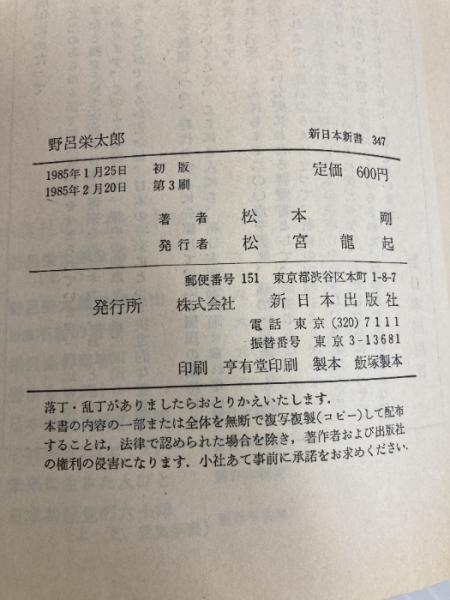 野呂栄太郎 新日本新書 347
1985年1月25日 初版 定価 600円
1985年2月20日 第3刷
著者 松本剛
発行者 松宮龍起
郵便番号 151 東京都渋谷区本町 1-8-7
発行所 株式会社 新日本出版社
電話 東京 (320) 7111
振替番号 東京 3-13681
印刷 亨有堂印刷 製本 飯塚製本
落丁・乱丁がありましたらおとりかえいたします.
本書の内容の一部または全体を無断で複写複製(コピー)して配布
することは, 法律で認められた場合を除き, 著作者および出版社
の権利の侵害になります. 小社あて事前に承諾をお求めください.